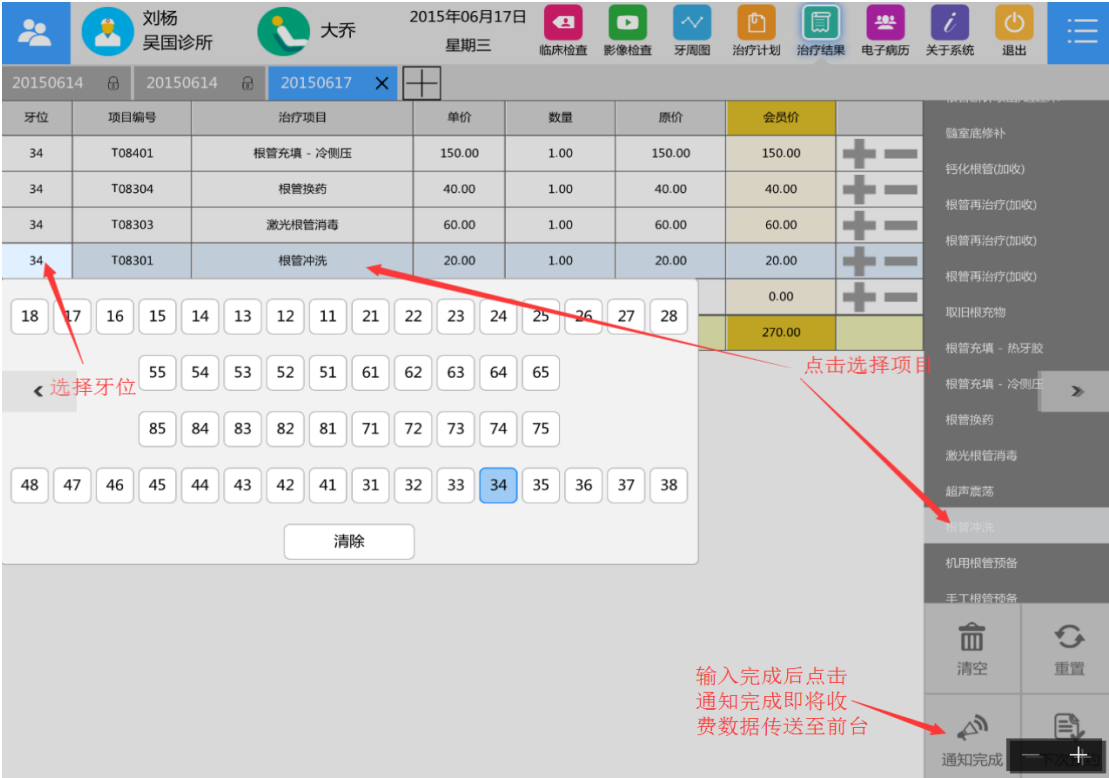 刘杨
吴国诊所
大乔
2015年06月17日
星期三
临床检查
影像检查
牙周图
治疗计划
治疗结果
电子病历
关于系统
退出
20150614
20150614
20150617
牙位 项目编号 治疗项目 单价 数量 原价 会员价
34 T08401 根管充填 - 冷侧压 150.00 1.00 150.00 150.00
34 T08304 根管换药 40.00 1.00 40.00 40.00
34 T08303 激光根管消毒 60.00 1.00 60.00 60.00
34 T08301 根管冲洗 20.00 1.00 20.00 20.00
0.00
270.00
18 17 16 15 14 13 12 11 21 22 23 24 25 26 27 28
55 54 53 52 51 61 62 63 64 65
选择牙位
85 84 83 82 81 71 72 73 74 75
48 47 46 45 44 43 42 41 31 32 33 34 35 36 37 38
清除
点击选择项目
髓室底修补
钙化根管(加收)
根管再治疗(加收)
根管再治疗(加收)
根管再治疗(加收)
取旧根充物
根管充填 - 热牙胶
根管充填 - 冷侧压
根管换药
激光根管消毒
超声震荡
根管冲洗
机用根管预备
手工根管预备
清空
重置
输入完成后点击
通知完成即将收
费数据传送至前台
通知完成